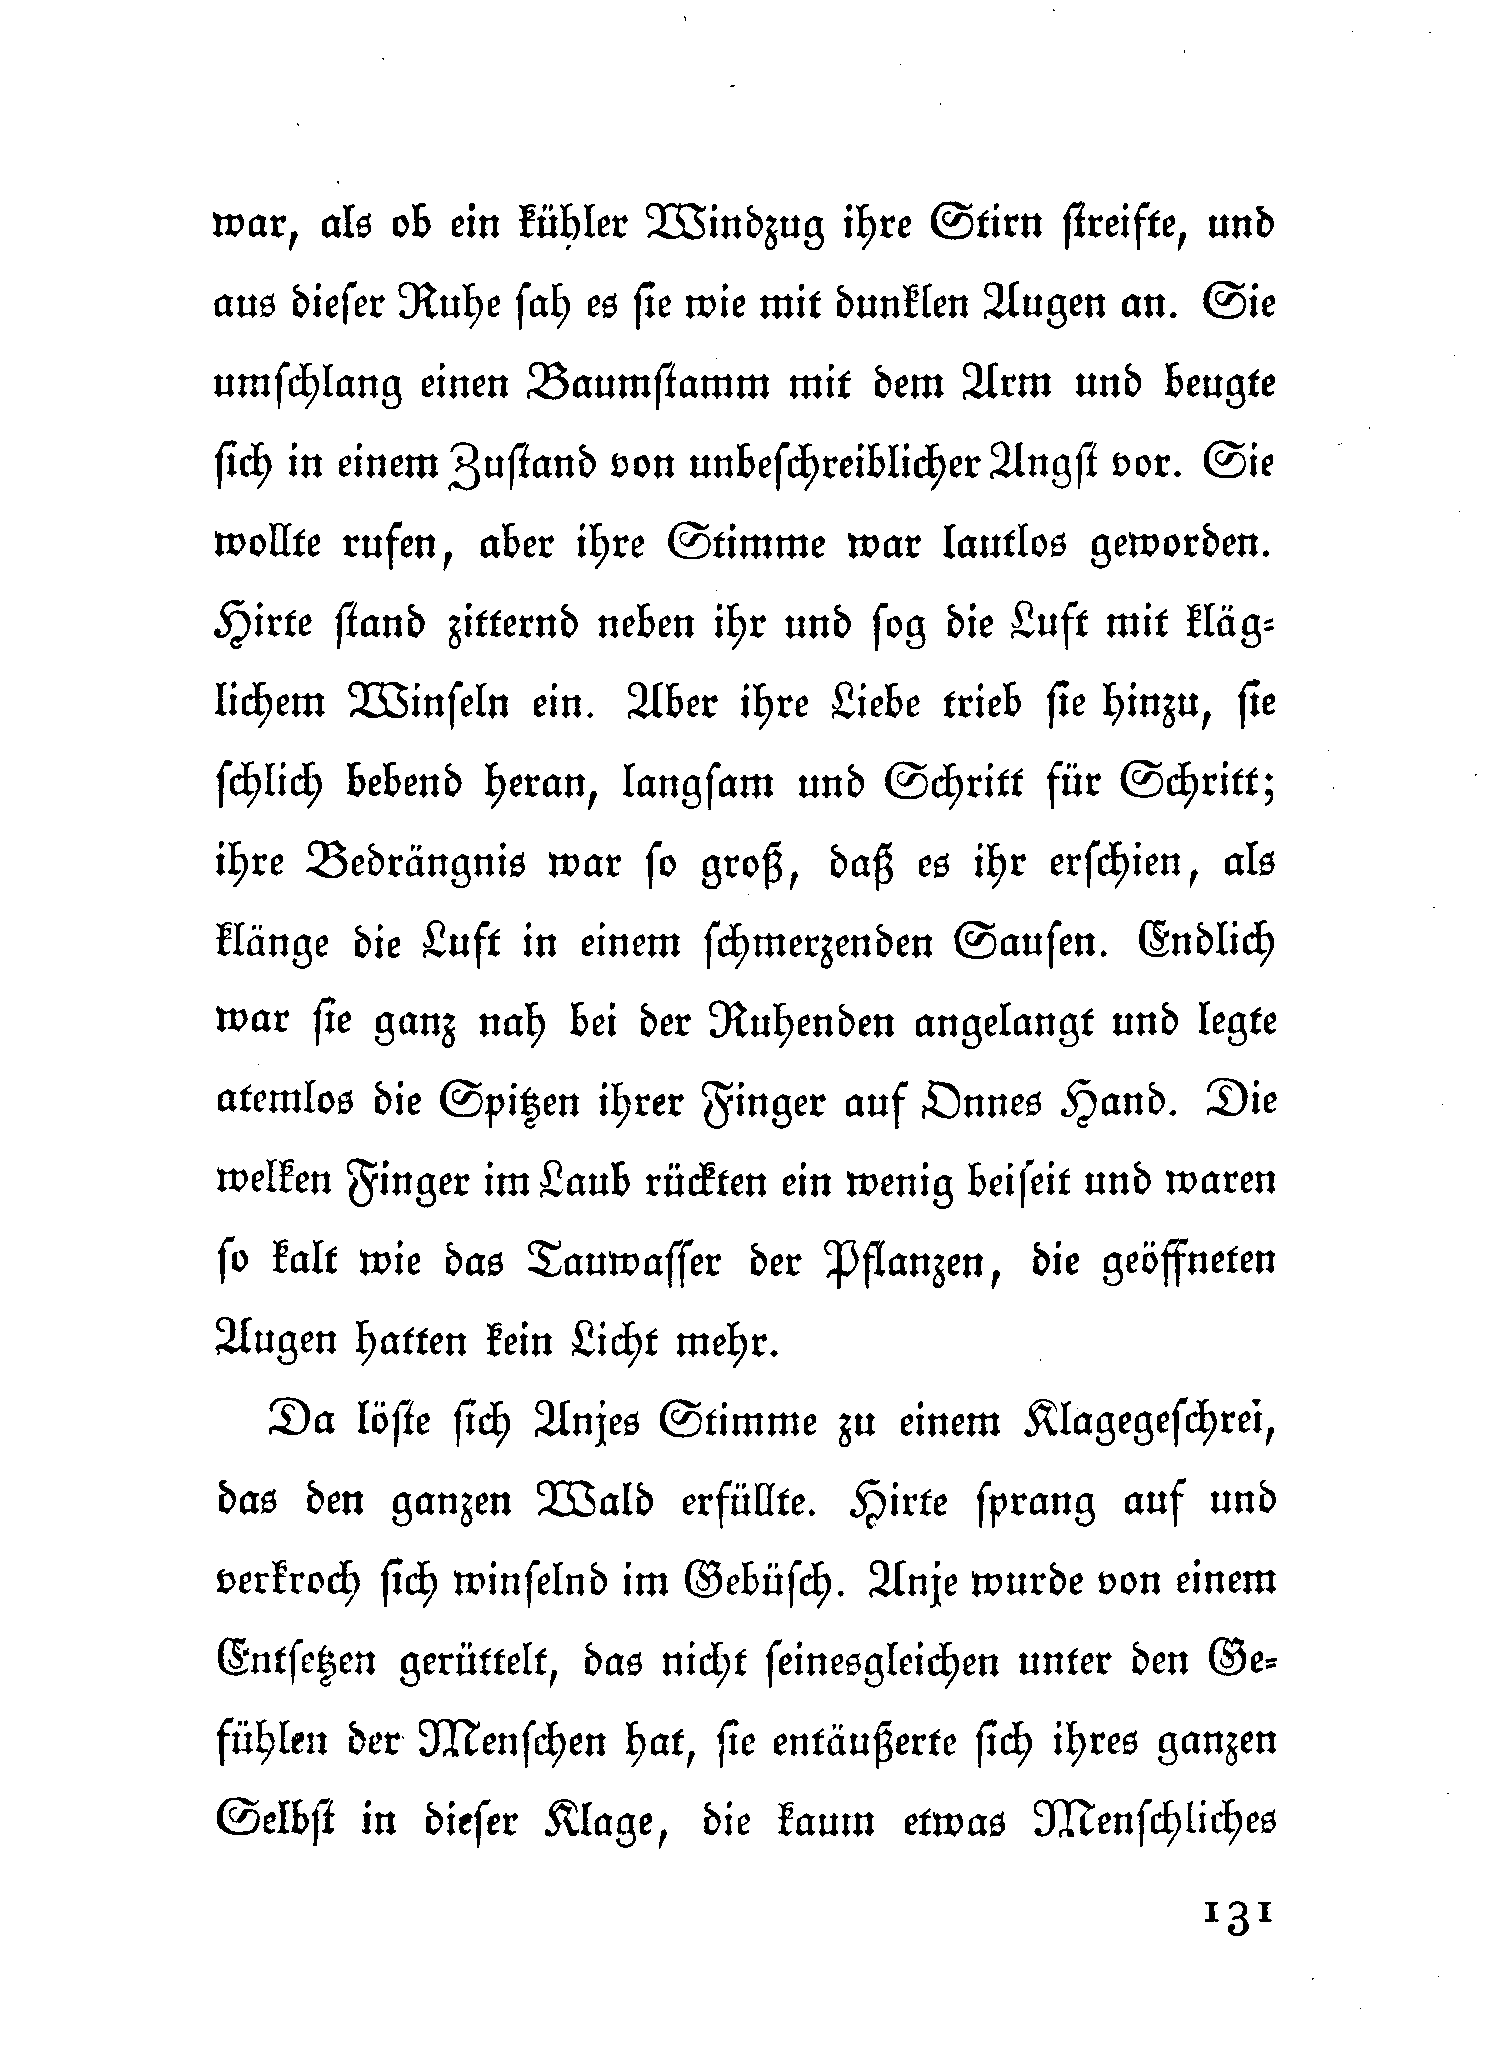 war, als ob ein kühler Windzug ihre Stirn streifte, und
aus dieser Ruhe sah es sie wie mit dunklen Augen an. Sie
umschlang einen Baumstamm mit dem Arm und beugte
sich in einem Zustand von unbeschreiblicher Angst vor. Sie
wollte rufen, aber ihre Stimme war lautlos geworden.
Hirte stand zitternd neben ihr und sog die Luft mit kläg-
lichem Winseln ein. Aber ihre Liebe trieb sie hinzu, sie
schlich bebend heran, langsam und Schritt für Schritt;
ihre Bedrängnis war so groß, daß es ihr erschien, als
klänge die Luft in einem schmerzenden Sausen. Endlich
war sie ganz nah bei der Ruhenden angelangt und legte
atemlos die Spitzen ihrer Finger auf Onnes Hand. Die
welken Finger im Laub rückten ein wenig beiseit und waren
so kalt wie das Tauwasser der Pflanzen, die geöffneten
Augen hatten kein Licht mehr.
Da löste sich Anjes Stimme zu einem Klagegeschrei,
das den ganzen Wald erfüllte. Hirte sprang auf und
verkroch sich winselnd im Gebüsch. Anje wurde von einem
Entsetzen gerüttelt, das nicht seinesgleichen unter den Ge-
fühlen der Menschen hat, sie entäußerte sich ihres ganzen
Selbst in dieser Klage, die kaum etwas Menschliches
131